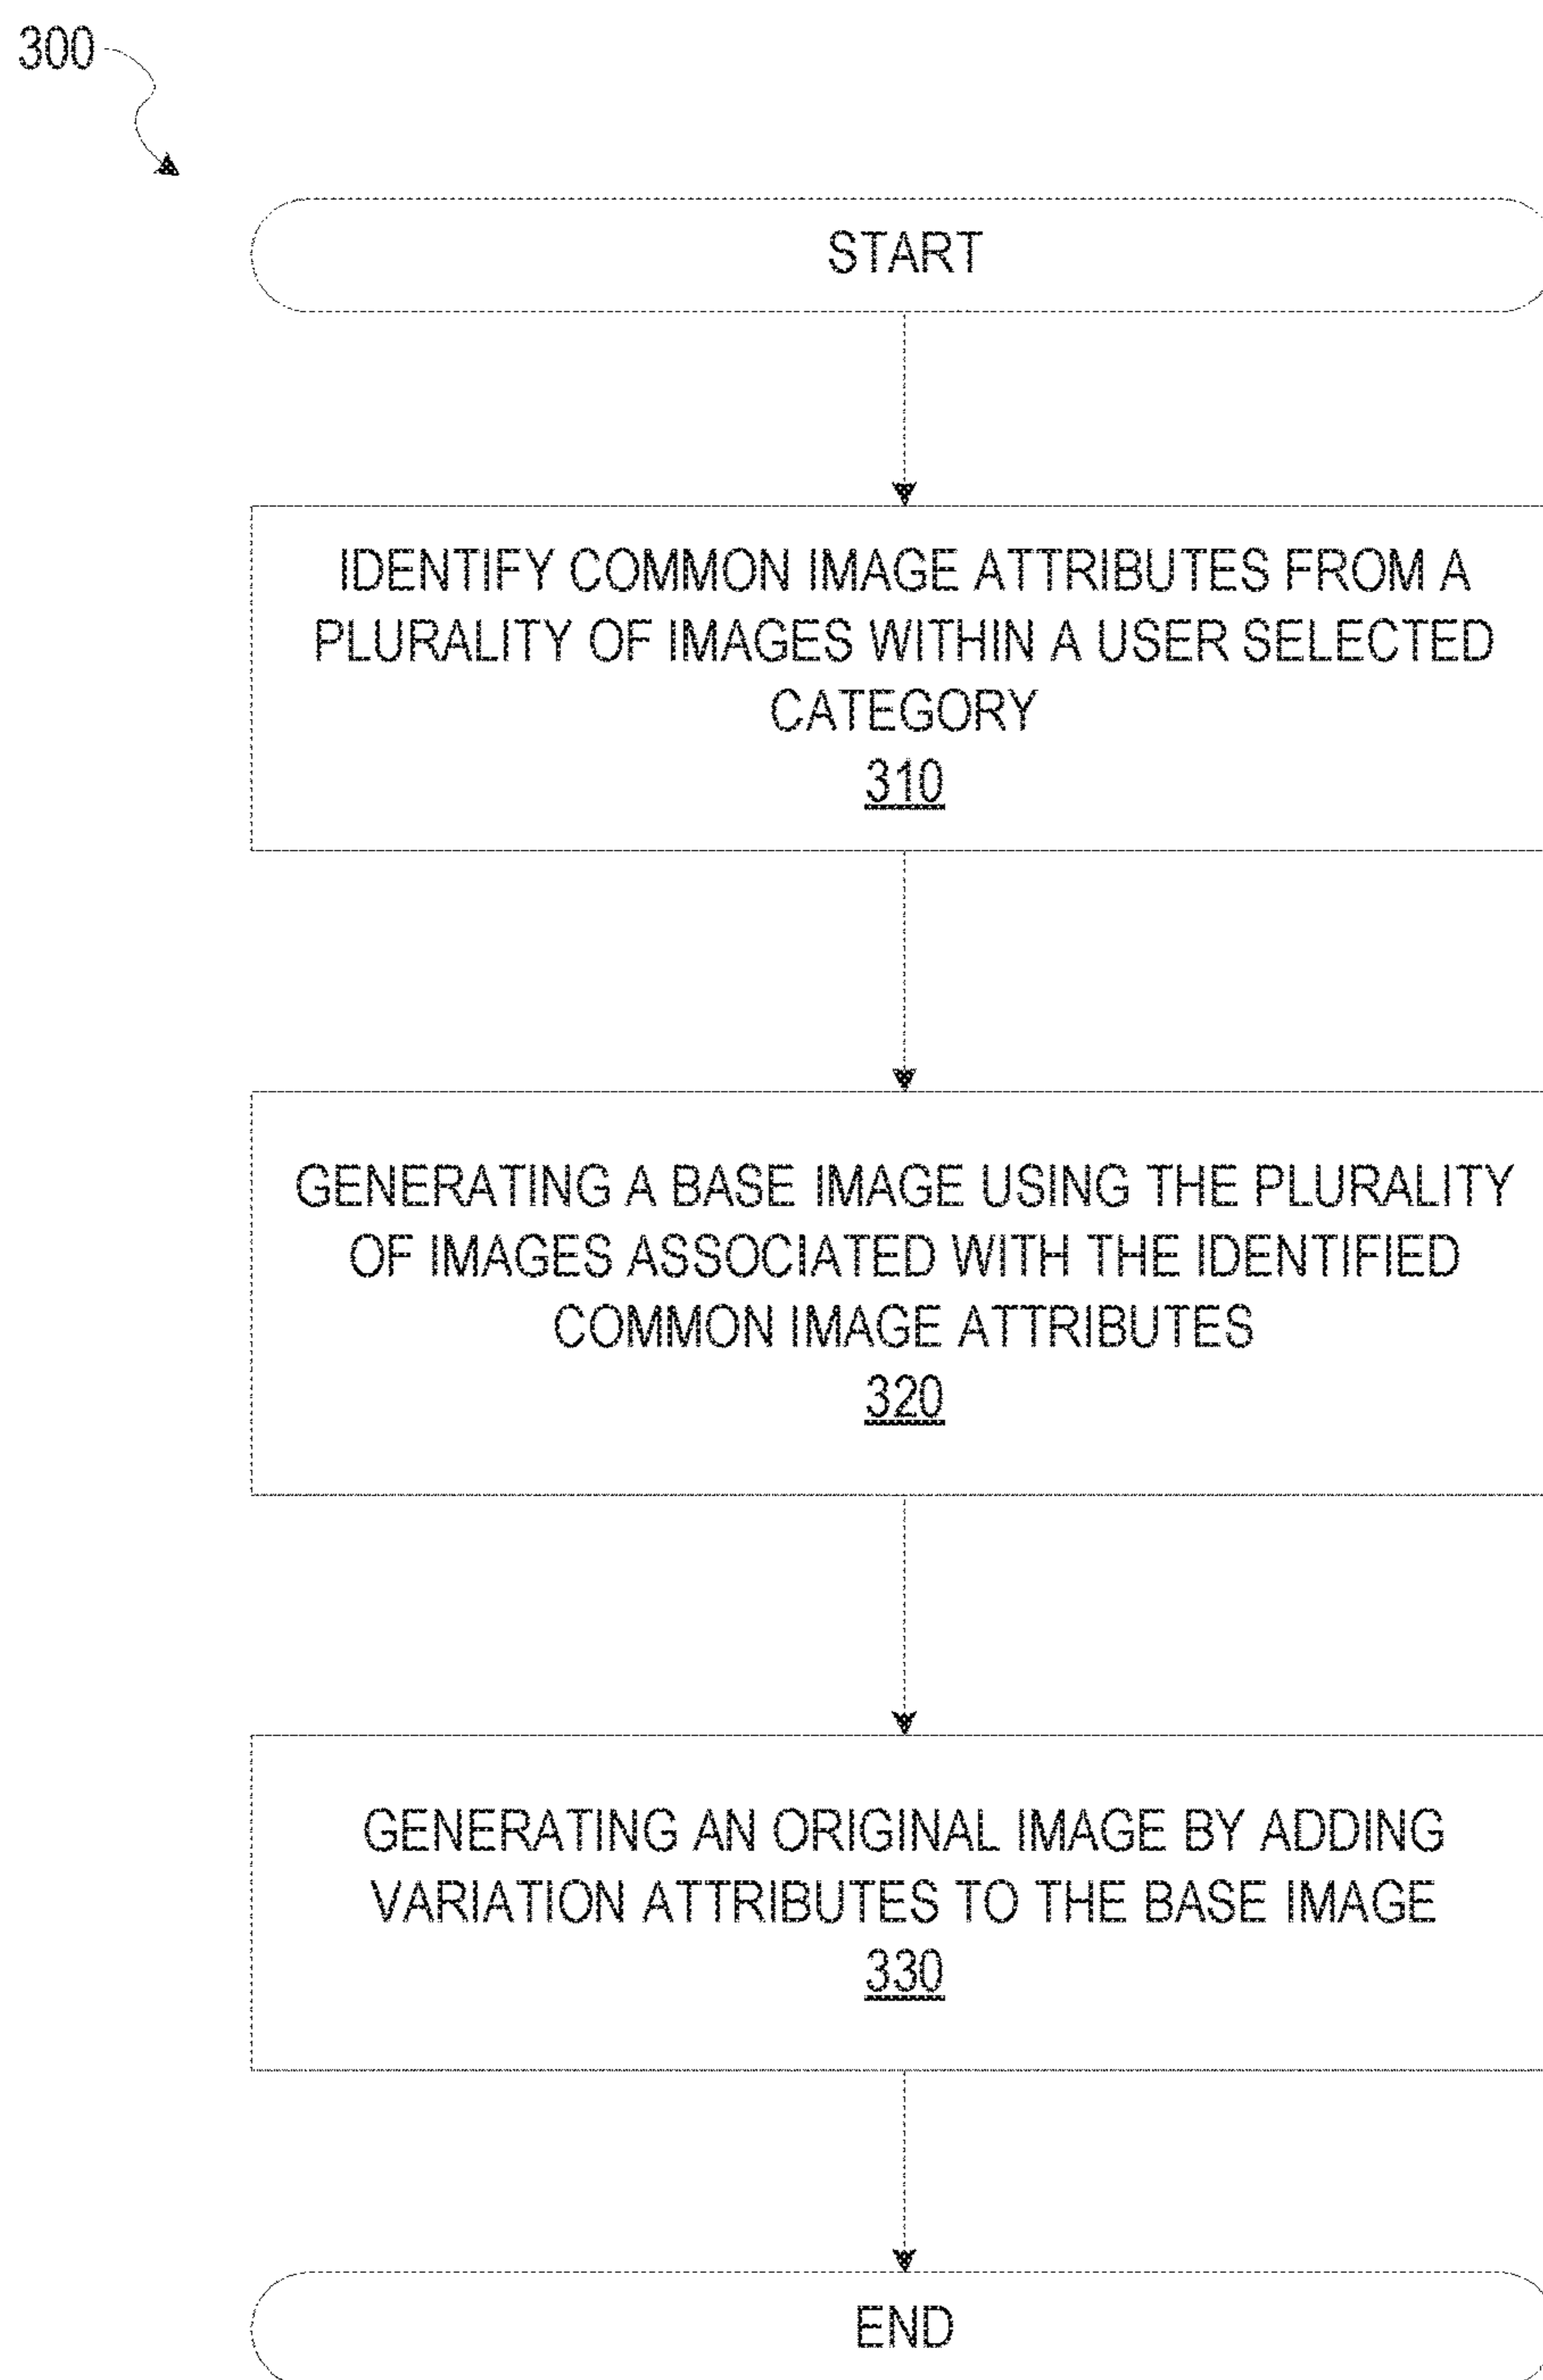 300
START
IDENTIFY COMMON IMAGE ATTRIBUTES FROM A
PLURALITY OF IMAGES WITHIN A USER SELECTED
CATEGORY
310
GENERATING A BASE IMAGE USING THE PLURALITY
OF IMAGES ASSOCIATED WITH THE IDENTIFIED
COMMON IMAGE ATTRIBUTES
320
GENERATING AN ORIGINAL IMAGE BY ADDING
VARIATION ATTRIBUTES TO THE BASE IMAGE
330
END